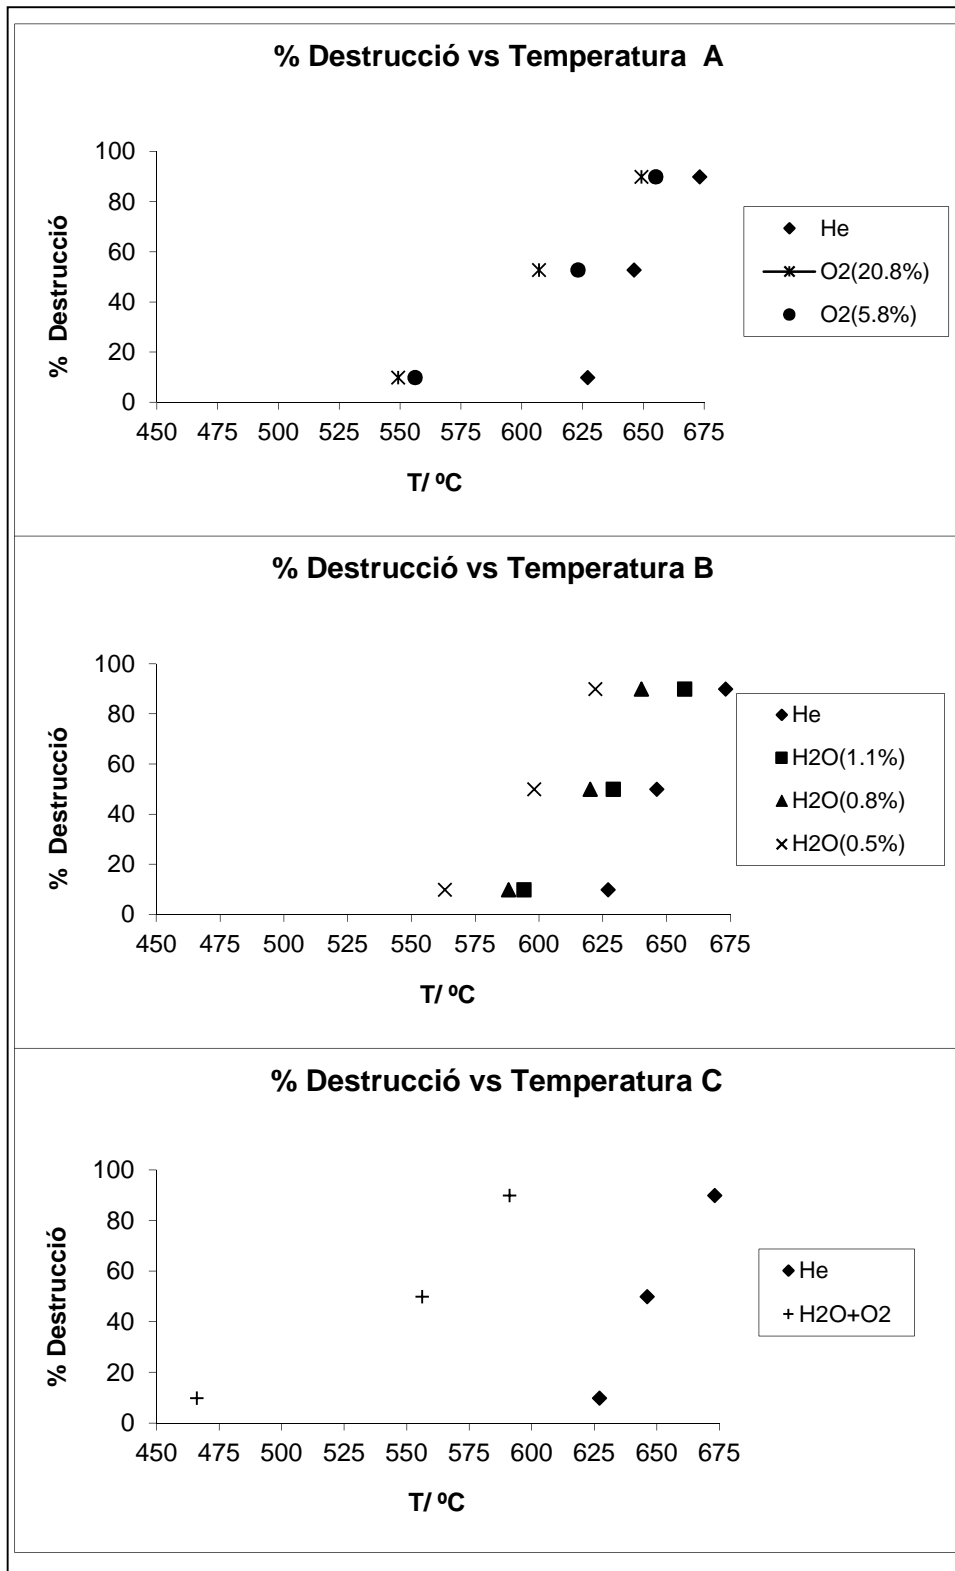 % Destrucció vs Temperatura A
100
80
60
40
20
0
% Destrucció
450 475 500 525 550 575 600 625 650 675
T/ ºC
He
O2(20.8%)
O2(5.8%)
% Destrucció vs Temperatura B
100
80
60
40
20
0
% Destrucció
450 475 500 525 550 575 600 625 650 675
T/ ºC
He
H2O(1.1%)
H2O(0.8%)
H2O(0.5%)
% Destrucció vs Temperatura C
100
80
60
40
20
0
% Destrucció
450 475 500 525 550 575 600 625 650 675
T/ ºC
He
H2O+O2